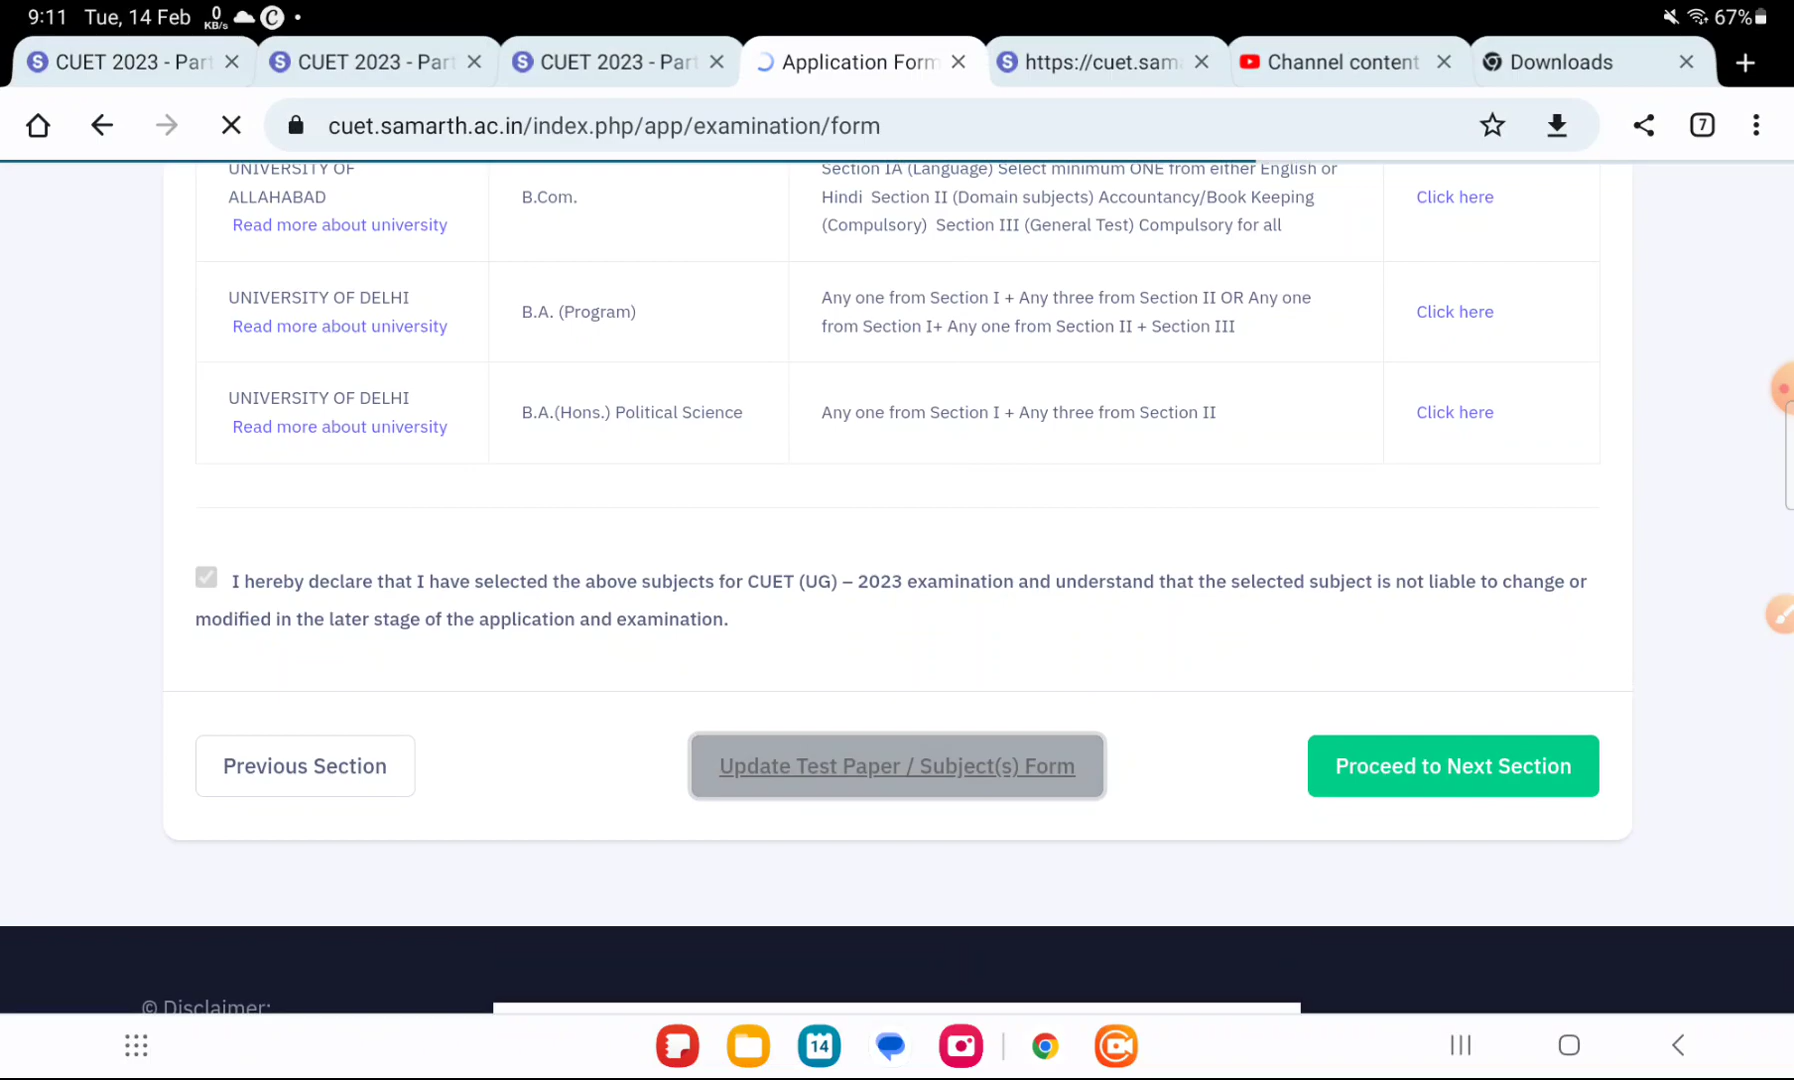 9:11 Tue, 14 Feb 0 KB/s 67%
CUET 2023 - Part
CUET 2023 - Part
CUET 2023 - Part
Application Form
https://cuet.sama
Channel content
Downloads
cuet.samarth.ac.in/index.php/app/examination/form
7
UNIVERSITY OF
ALLAHABAD
Read more about university
B.Com.
Section IA (Language) Select minimum ONE from either English or
Hindi Section II (Domain subjects) Accountancy/Book Keeping
(Compulsory) Section III (General Test) Compulsory for all
Click here
UNIVERSITY OF DELHI
Read more about university
B.A. (Program)
Any one from Section I + Any three from Section II OR Any one
from Section I+ Any one from Section II + Section III
Click here
UNIVERSITY OF DELHI
Read more about university
B.A.(Hons.) Political Science
Any one from Section I + Any three from Section II
Click here
I hereby declare that I have selected the above subjects for CUET (UG) – 2023 examination and understand that the selected subject is not liable to change or
modified in the later stage of the application and examination.
Previous Section
Update Test Paper / Subject(s) Form
Proceed to Next Section
© Disclaimer:
14